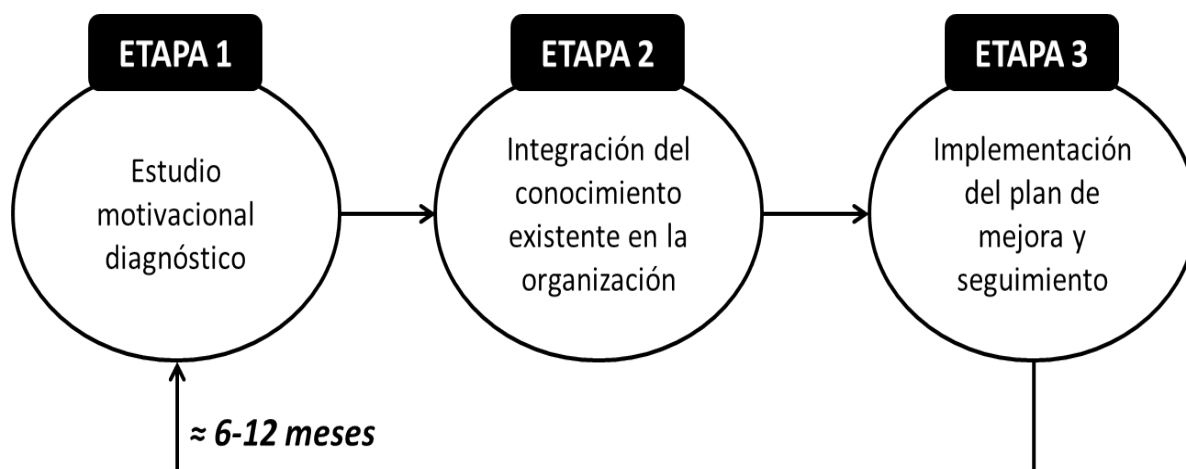 ETAPA 1
Estudio
motivacional
diagnóstico
ETAPA 2
Integración del
conocimiento
existente en la
organización
ETAPA 3
Implementación
del plan de
mejora y
seguimiento
≈ 6-12 meses